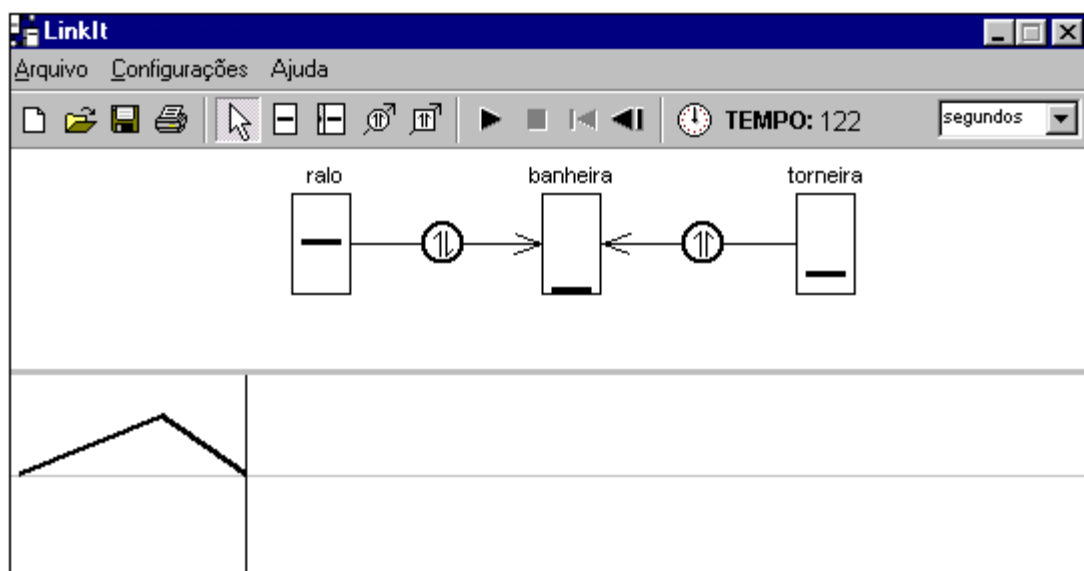 LinkIt
Arquivo Configurações Ajuda
TEMPO: 122 segundos
ralo banheira torneira